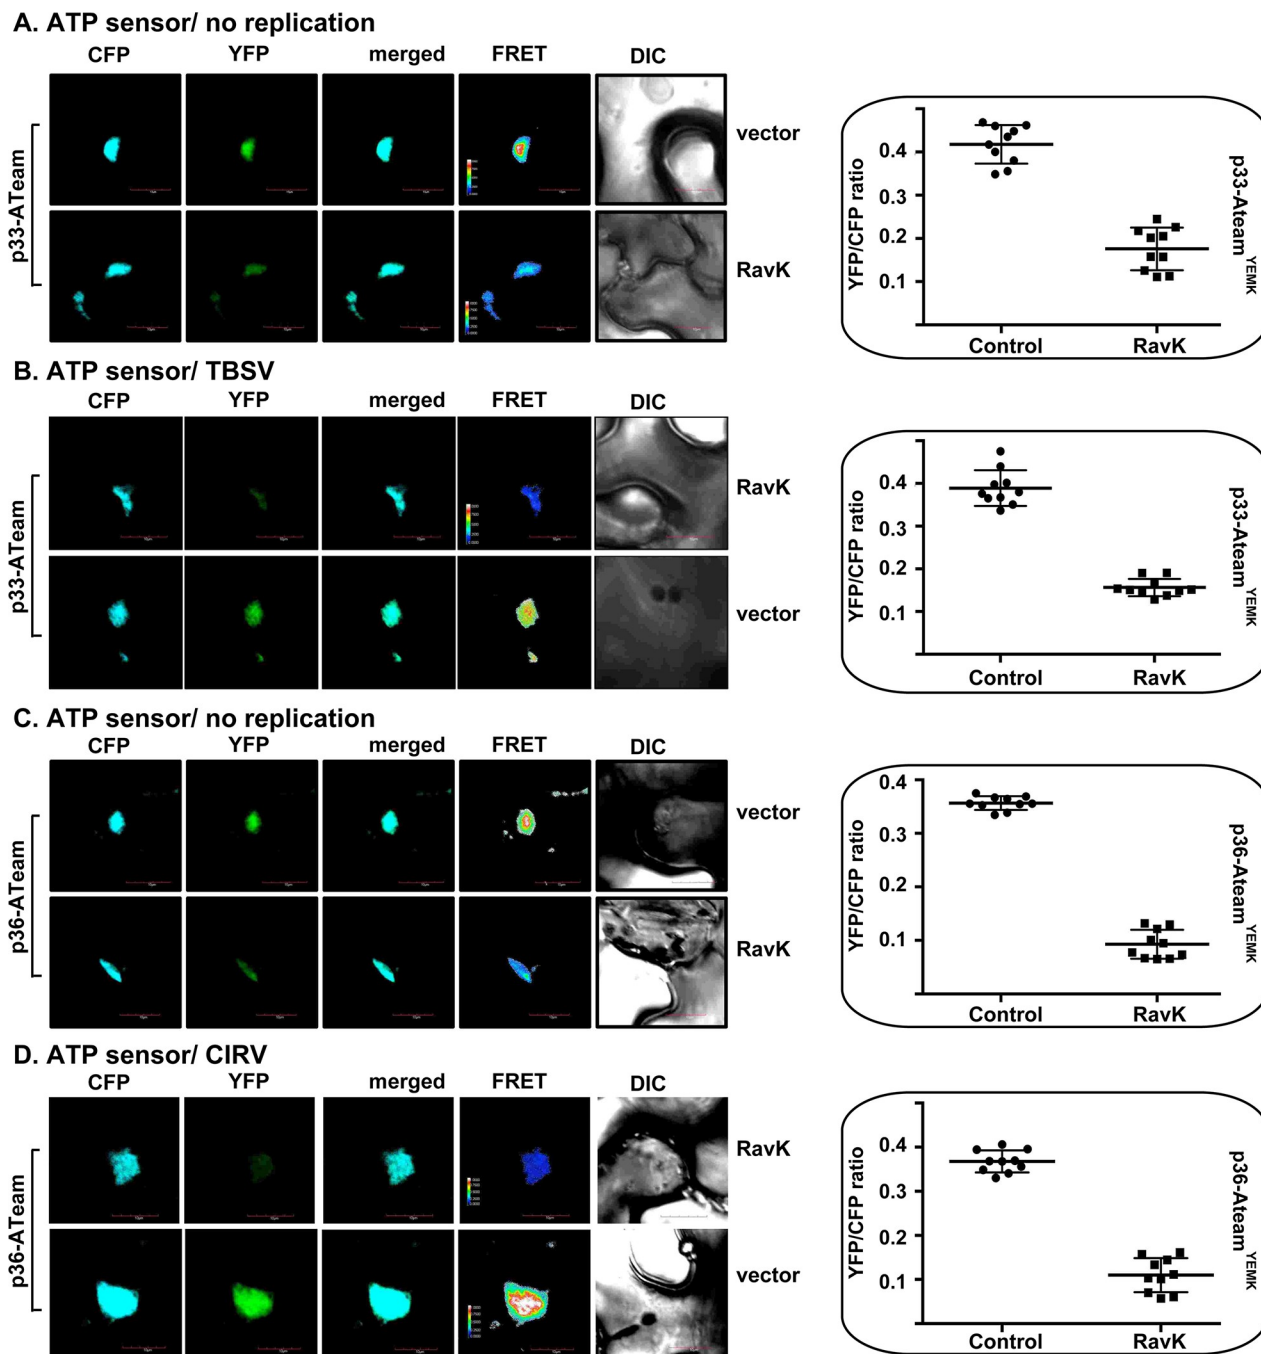 A. ATP sensor/ no replication
CFP YFP merged FRET DIC
p33-ATeam
vector
RavK
YFP/CFP ratio
0.4
0.3
0.2
0.1
Control RavK
p33-Ateam YEMK
B. ATP sensor/ TBSV
CFP YFP merged FRET DIC
p33-ATeam
RavK
vector
YFP/CFP ratio
0.4
0.3
0.2
0.1
Control RavK
p33-Ateam YEMK
C. ATP sensor/ no replication
CFP YFP merged FRET DIC
p36-ATeam
vector
RavK
YFP/CFP ratio
0.4
0.3
0.2
0.1
Control RavK
p36-Ateam YEMK
D. ATP sensor/ CIRV
CFP YFP merged FRET DIC
p36-ATeam
RavK
vector
YFP/CFP ratio
0.4
0.3
0.2
0.1
Control RavK
p36-Ateam YEMK